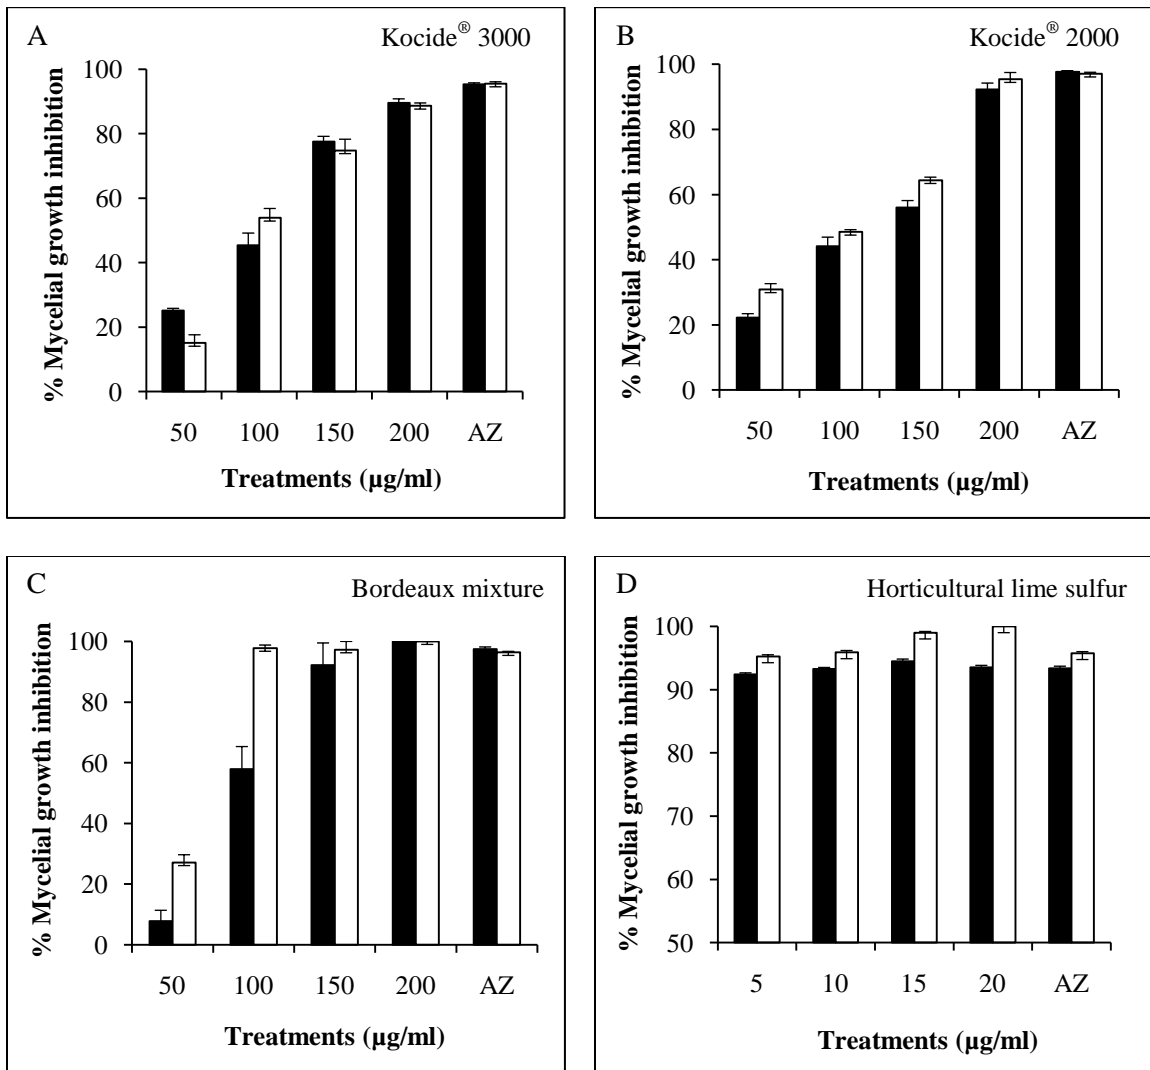 A
Kocide® 3000
% Mycelial growth inhibition
100
80
60
40
20
0
50 100 150 200 AZ
Treatments (µg/ml)
B
Kocide® 2000
% Mycelial growth inhibition
100
80
60
40
20
0
50 100 150 200 AZ
Treatments (µg/ml)
C
Bordeaux mixture
% Mycelial growth inhibition
100
80
60
40
20
0
50 100 150 200 AZ
Treatments (µg/ml)
D
Horticultural lime sulfur
% Mycelial growth inhibition
100
90
80
70
60
50
5 10 15 20 AZ
Treatments (µg/ml)